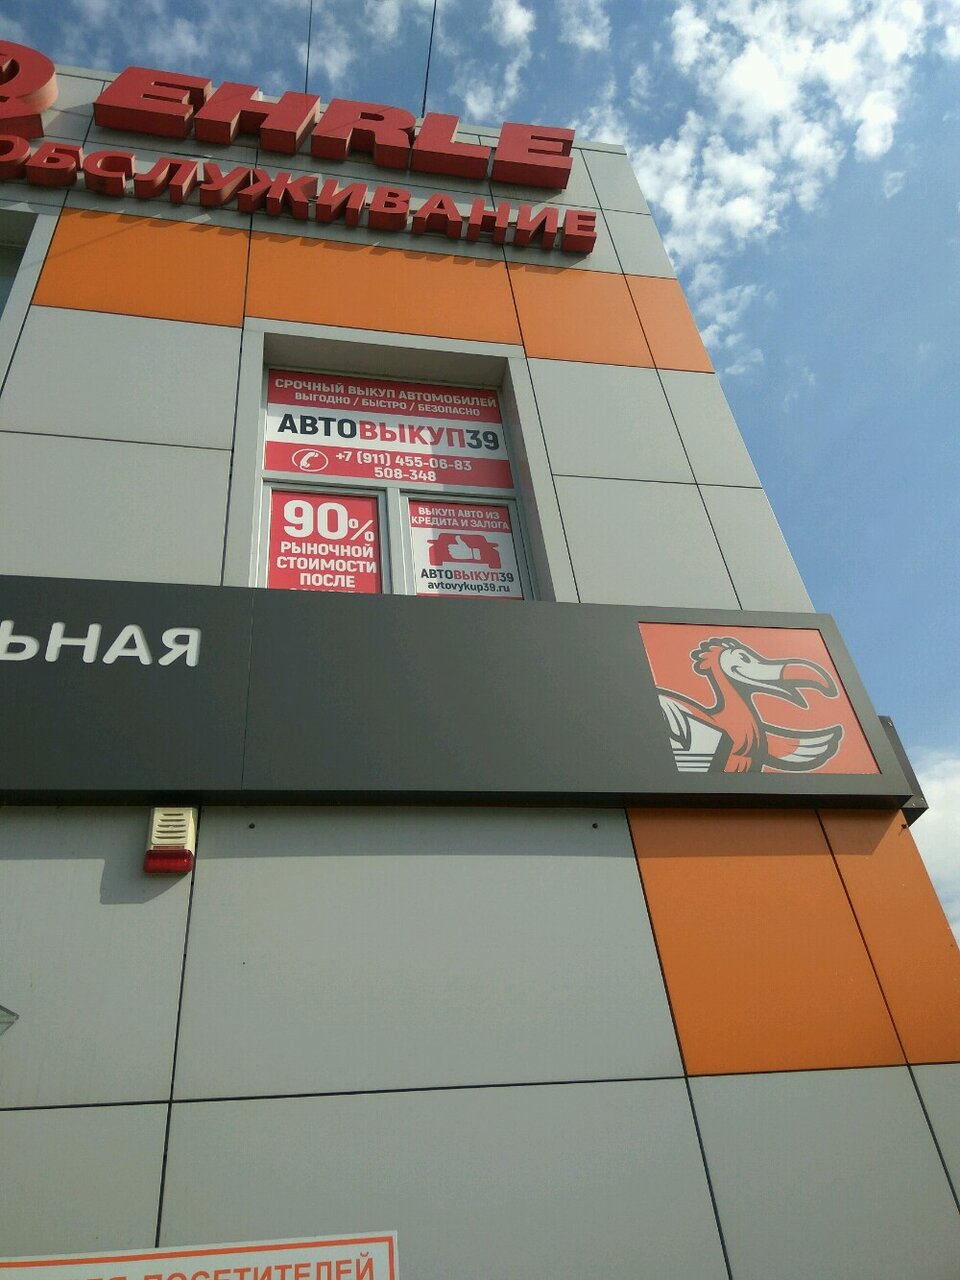 EHRLE
ОБСЛУЖИВАНИЕ
СРОЧНЫЙ ВЫКУП АВТОМОБИЛЕЙ
ВЫГОДНО / БЫСТРО / БЕЗОПАСНО
АВТОВЫКУП39
+7 (911) 455-06-83
508-348
90%
РЫНОЧНОЙ
СТОИМОСТИ
ПОСЛЕ
ВЫКУП АВТО ИЗ
КРЕДИТА И ЗАЛОГА
АВТОВЫКУП39
avtovykup39.ru
ЬНАЯ
ПОСЕТИТЕЛЕЙ